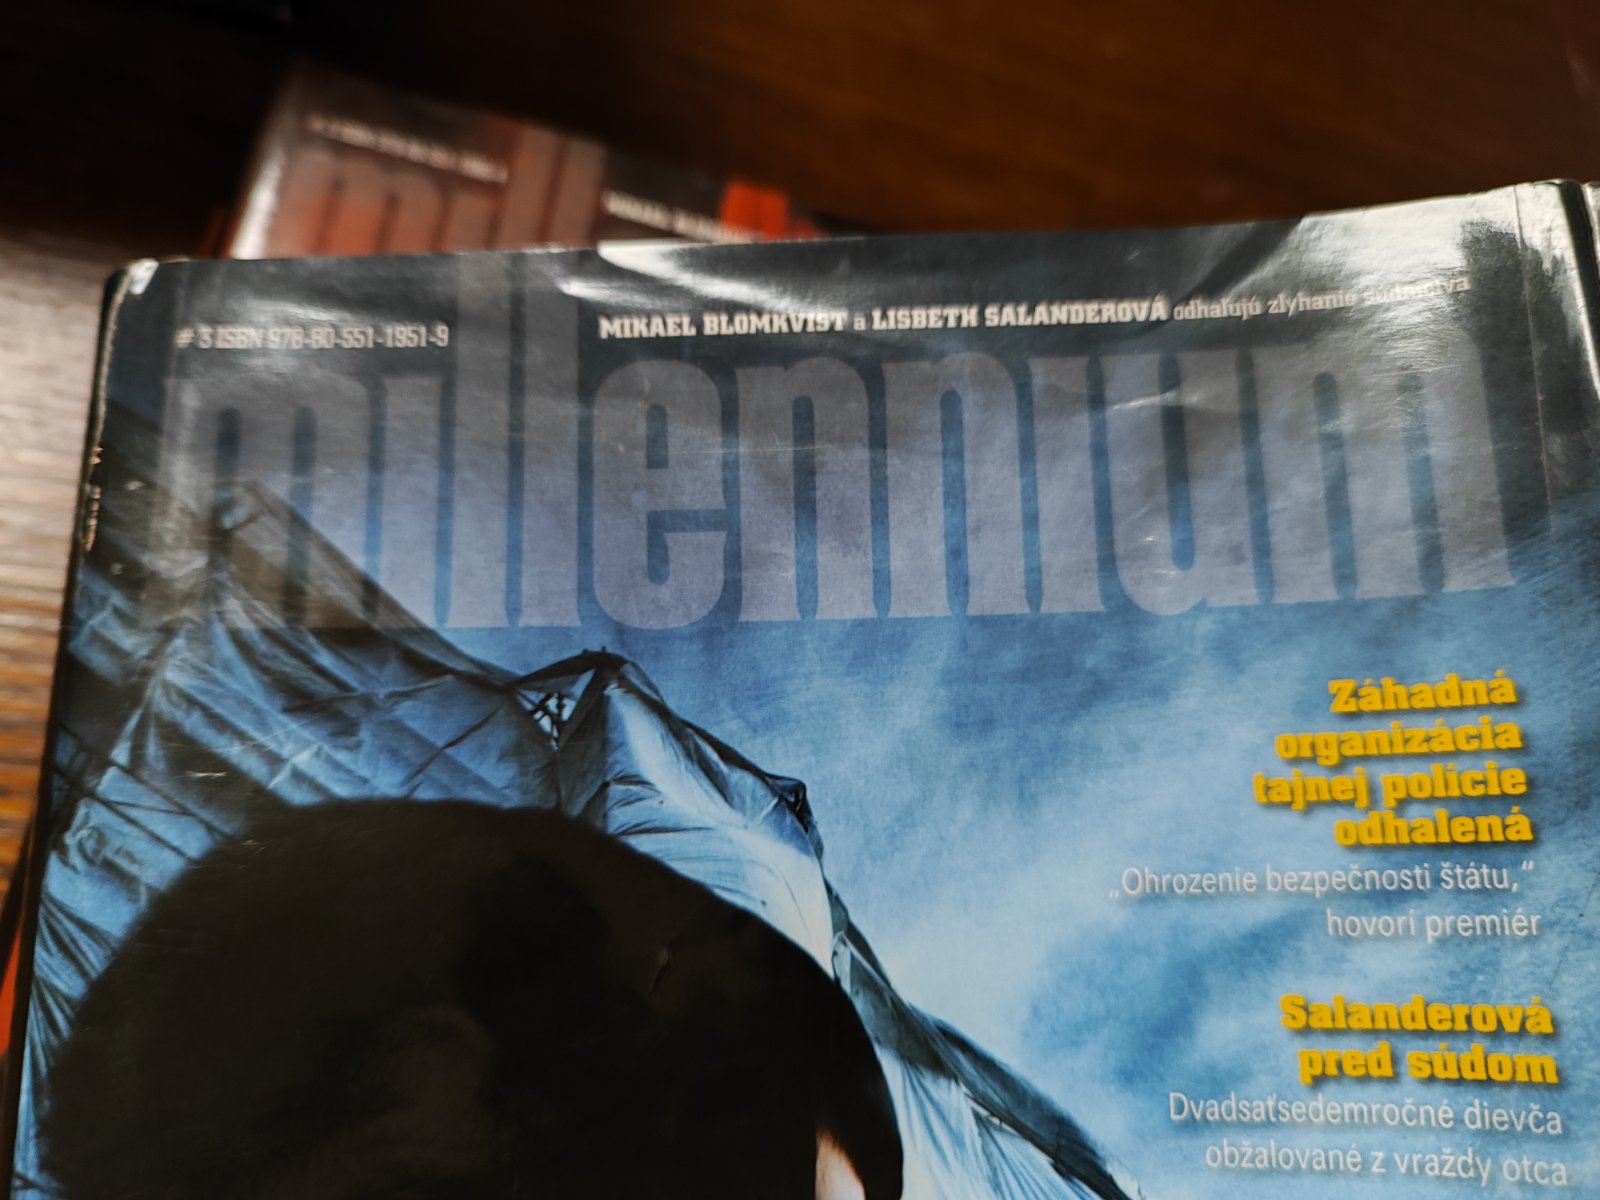 # 3 ISBN 978-80-551-1951-9
MIKAEL BLOMKVIST a LISBETH SALANDEROVÁ odhaľujú zlyhanie súdnictva
millennium
Záhadná
organizácia
tajnej polície
odhalená
„Ohrozenie bezpečnosti štátu,“
hovorí premiér
Salanderová
pred súdom
Dvadsaťsedemročné dievča
obžalované z vraždy otca